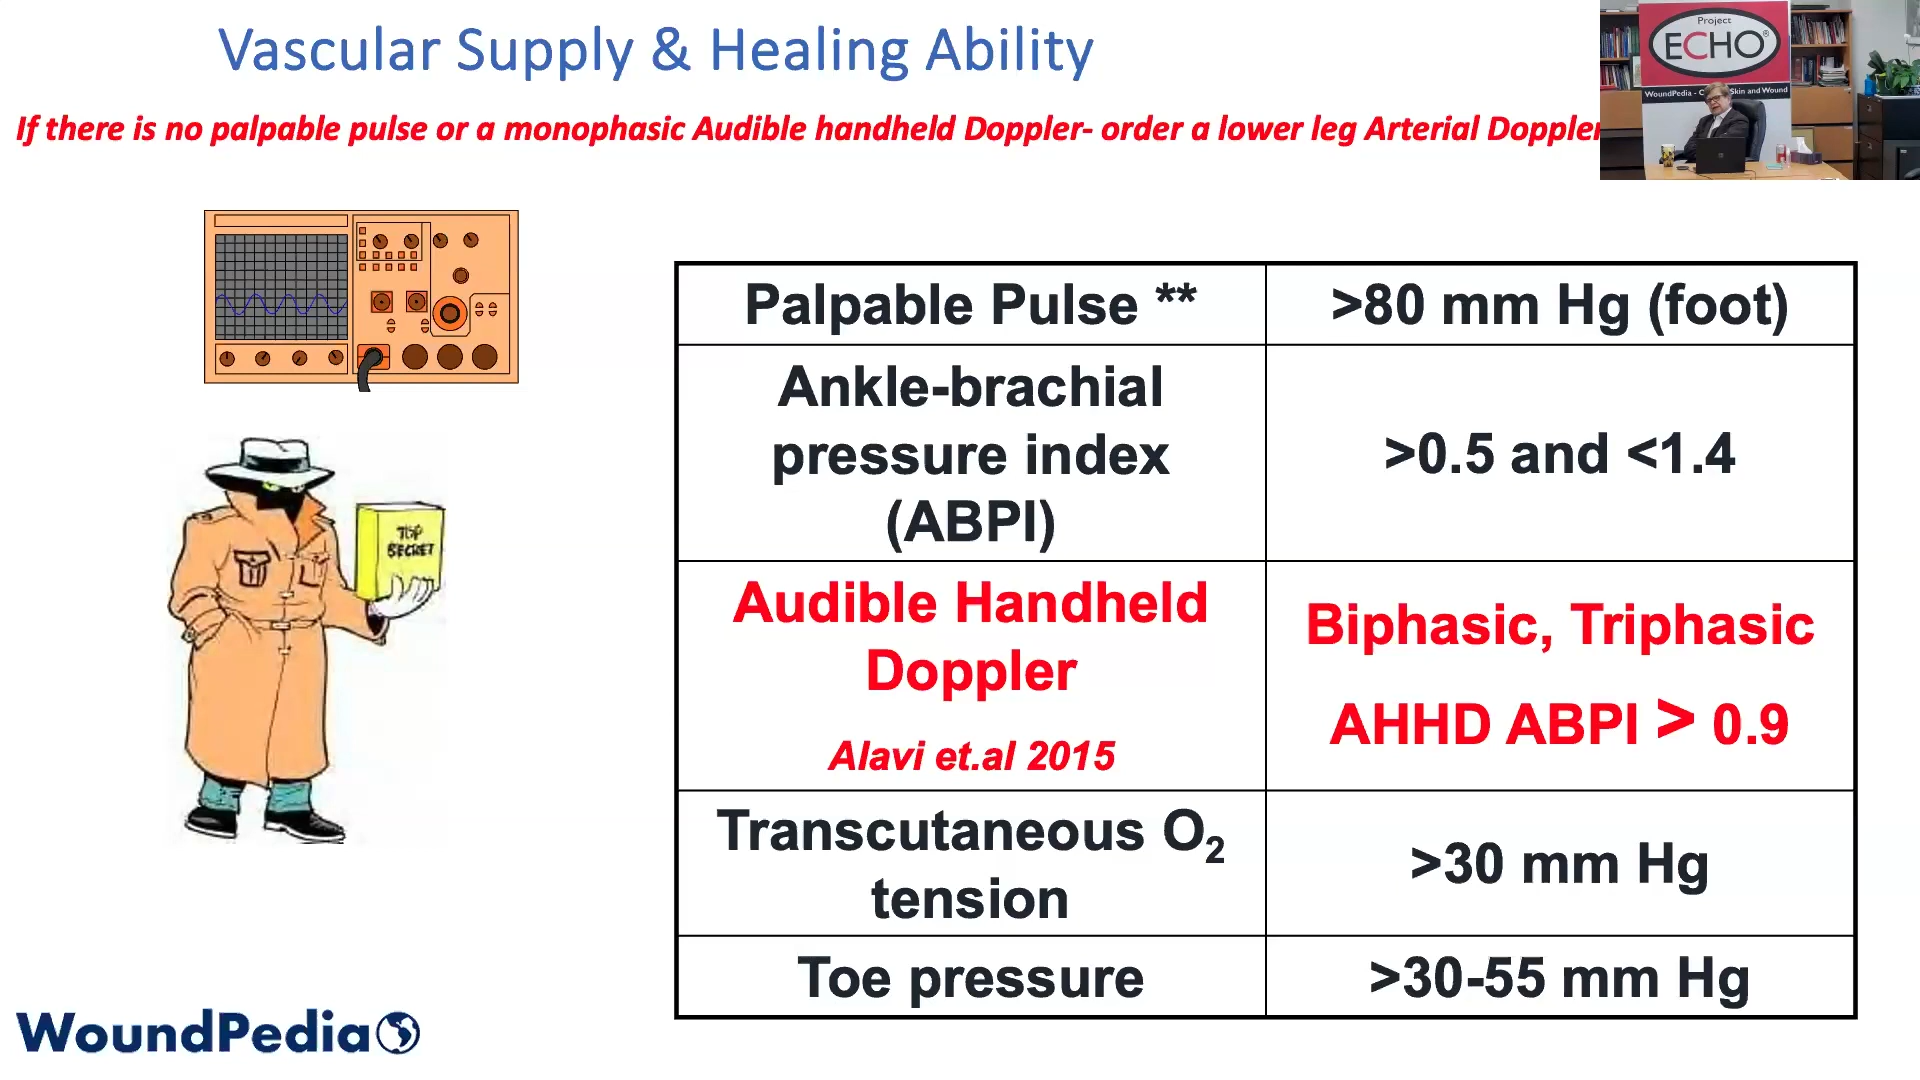 Vascular Supply & Healing Ability
If there is no palpable pulse or a monophasic Audible handheld Doppler- order a lower leg Arterial Doppler
Project
ECHO®
WoundPedia - Skin and Wound
TOP
SECRET
Palpable Pulse ** >80 mm Hg (foot)
Ankle-brachial
pressure index
(ABPI)
>0.5 and <1.4
Audible Handheld
Doppler
Alavi et.al 2015
Biphasic, Triphasic
AHHD ABPI > 0.9
Transcutaneous O₂
tension
>30 mm Hg
Toe pressure >30-55 mm Hg
WoundPedia